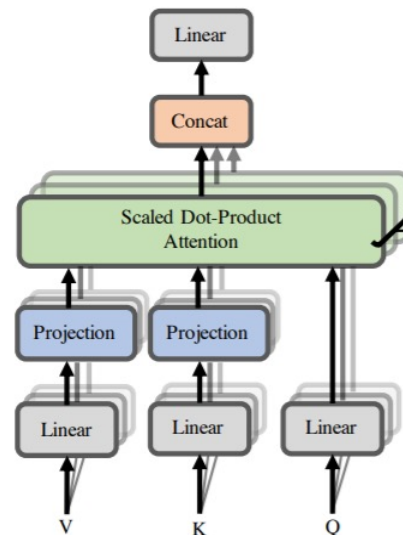 Linear
Concat
Scaled Dot-Product
Attention
Projection Projection
Linear Linear Linear
V K Q